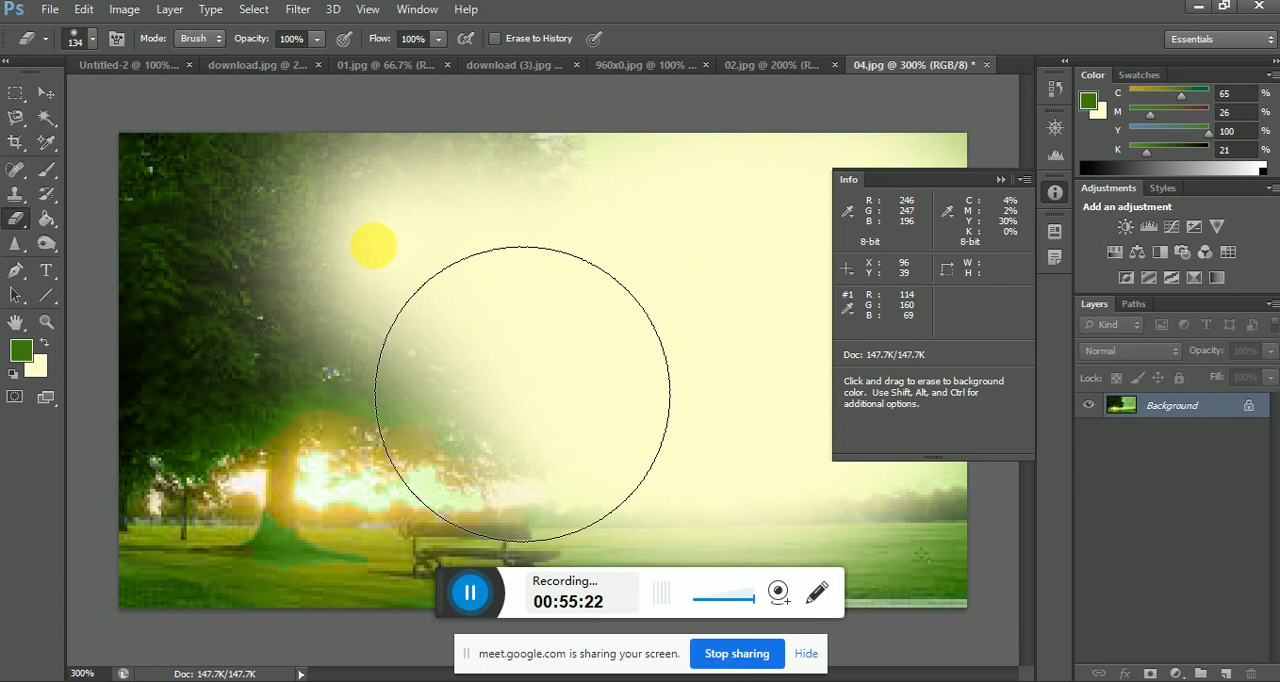 Ps File Edit Image Layer Type Select Filter 3D View Window Help
134 Mode: Brush Opacity: 100% Flow: 100% Erase to History Essentials
Untitled-2 @ 100%... × download.jpg @ 2... × 01.jpg @ 66.7% (R... × download (3).jpg ... × 960x0.jpg @ 100% ... × 02.jpg @ 200% (R... × 04.jpg @ 300% (RGB/8) * ×
Color Swatches
C 65 %
M 26 %
Y 100 %
K 21 %
Adjustments Styles
Add an adjustment
Info
R : 246 C : 4%
G : 247 M : 2%
B : 196 Y : 30%
K : 0%
8-bit 8-bit
X : 96 W :
Y : 39 H :
#1 R : 114
G : 160
B : 69
Doc: 147.7K/147.7K
Click and drag to erase to background
color. Use Shift, Alt, and Ctrl for
additional options.
Layers Paths
Kind
Normal Opacity: 100%
Lock: Fill: 100%
Background
Recording...
00:55:22
meet.google.com is sharing your screen. Stop sharing Hide
300% Doc: 147.7K/147.7K